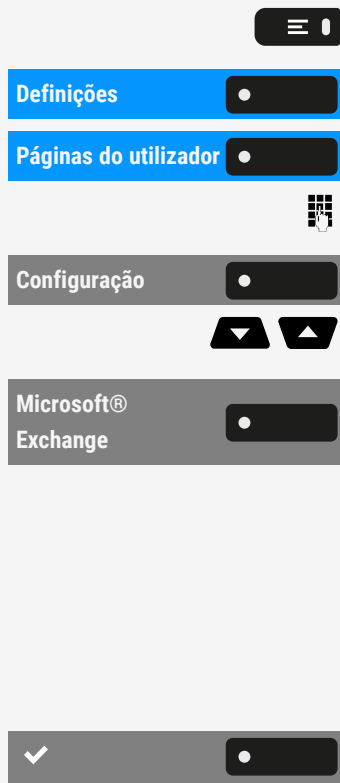 Definições
Páginas do utilizador
Configuração
Microsoft®
Exchange